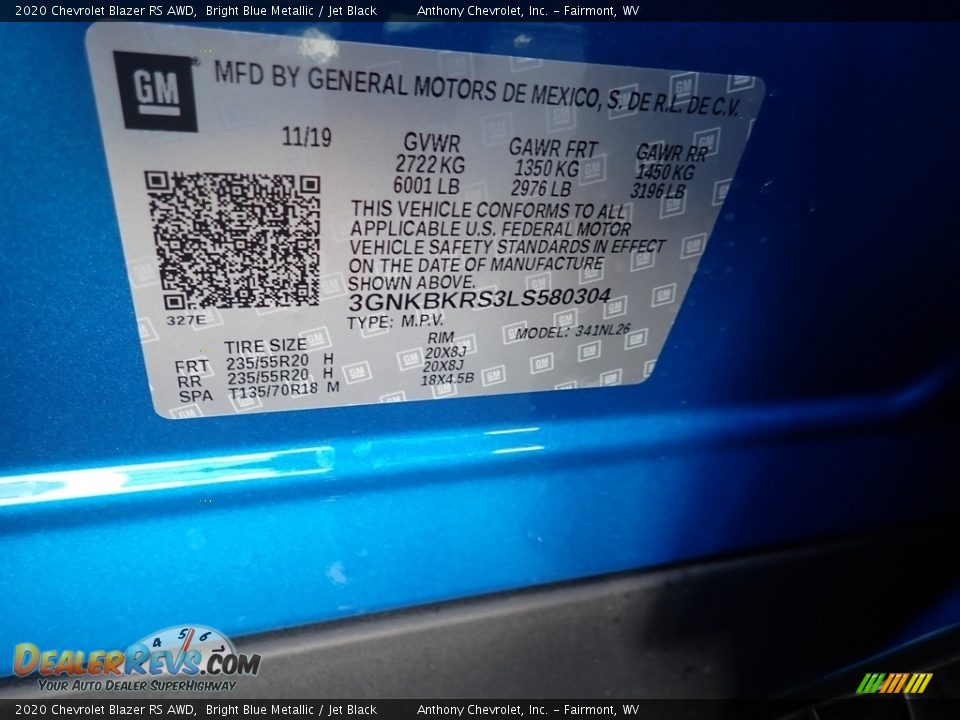 2020 Chevrolet Blazer RS AWD, Bright Blue Metallic / Jet Black Anthony Chevrolet, Inc. - Fairmont, WV
GM MFD BY GENERAL MOTORS DE MEXICO, S. DE R.L. DE C.V.
11/19 GVWR GAWR FRT GAWR RR
2722 KG 1350 KG 1450 KG
6001 LB 2976 LB 3196 LB
THIS VEHICLE CONFORMS TO ALL
APPLICABLE U.S. FEDERAL MOTOR
VEHICLE SAFETY STANDARDS IN EFFECT
ON THE DATE OF MANUFACTURE
SHOWN ABOVE.
3GNKBKRS3LS580304
327E TYPE: M.P.V. MODEL: 341NL26
TIRE SIZE RIM
FRT 235/55R20 H 20X8J
RR 235/55R20 H 20X8J
SPA T135/70R18 M 18X4.5B
4 5 6
DEALERREVS.COM
YOUR AUTO DEALER SUPERHIGHWAY
2020 Chevrolet Blazer RS AWD, Bright Blue Metallic / Jet Black Anthony Chevrolet, Inc. - Fairmont, WV